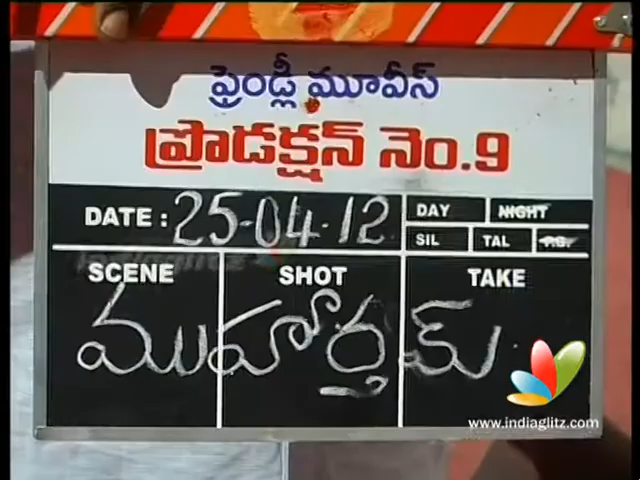 ఫ్రెండ్లీ మూవీస్
ప్రొడక్షన్ నెం.9
DATE : 25-04-12 DAY NIGHT
SIL TAL
SCENE SHOT TAKE
ముహూర్తమ్
www.indiaglitz.com